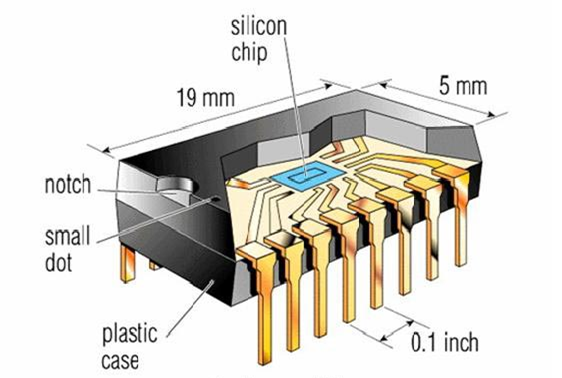 silicon
chip
19 mm
5 mm
notch
small
dot
plastic
case
0.1 inch